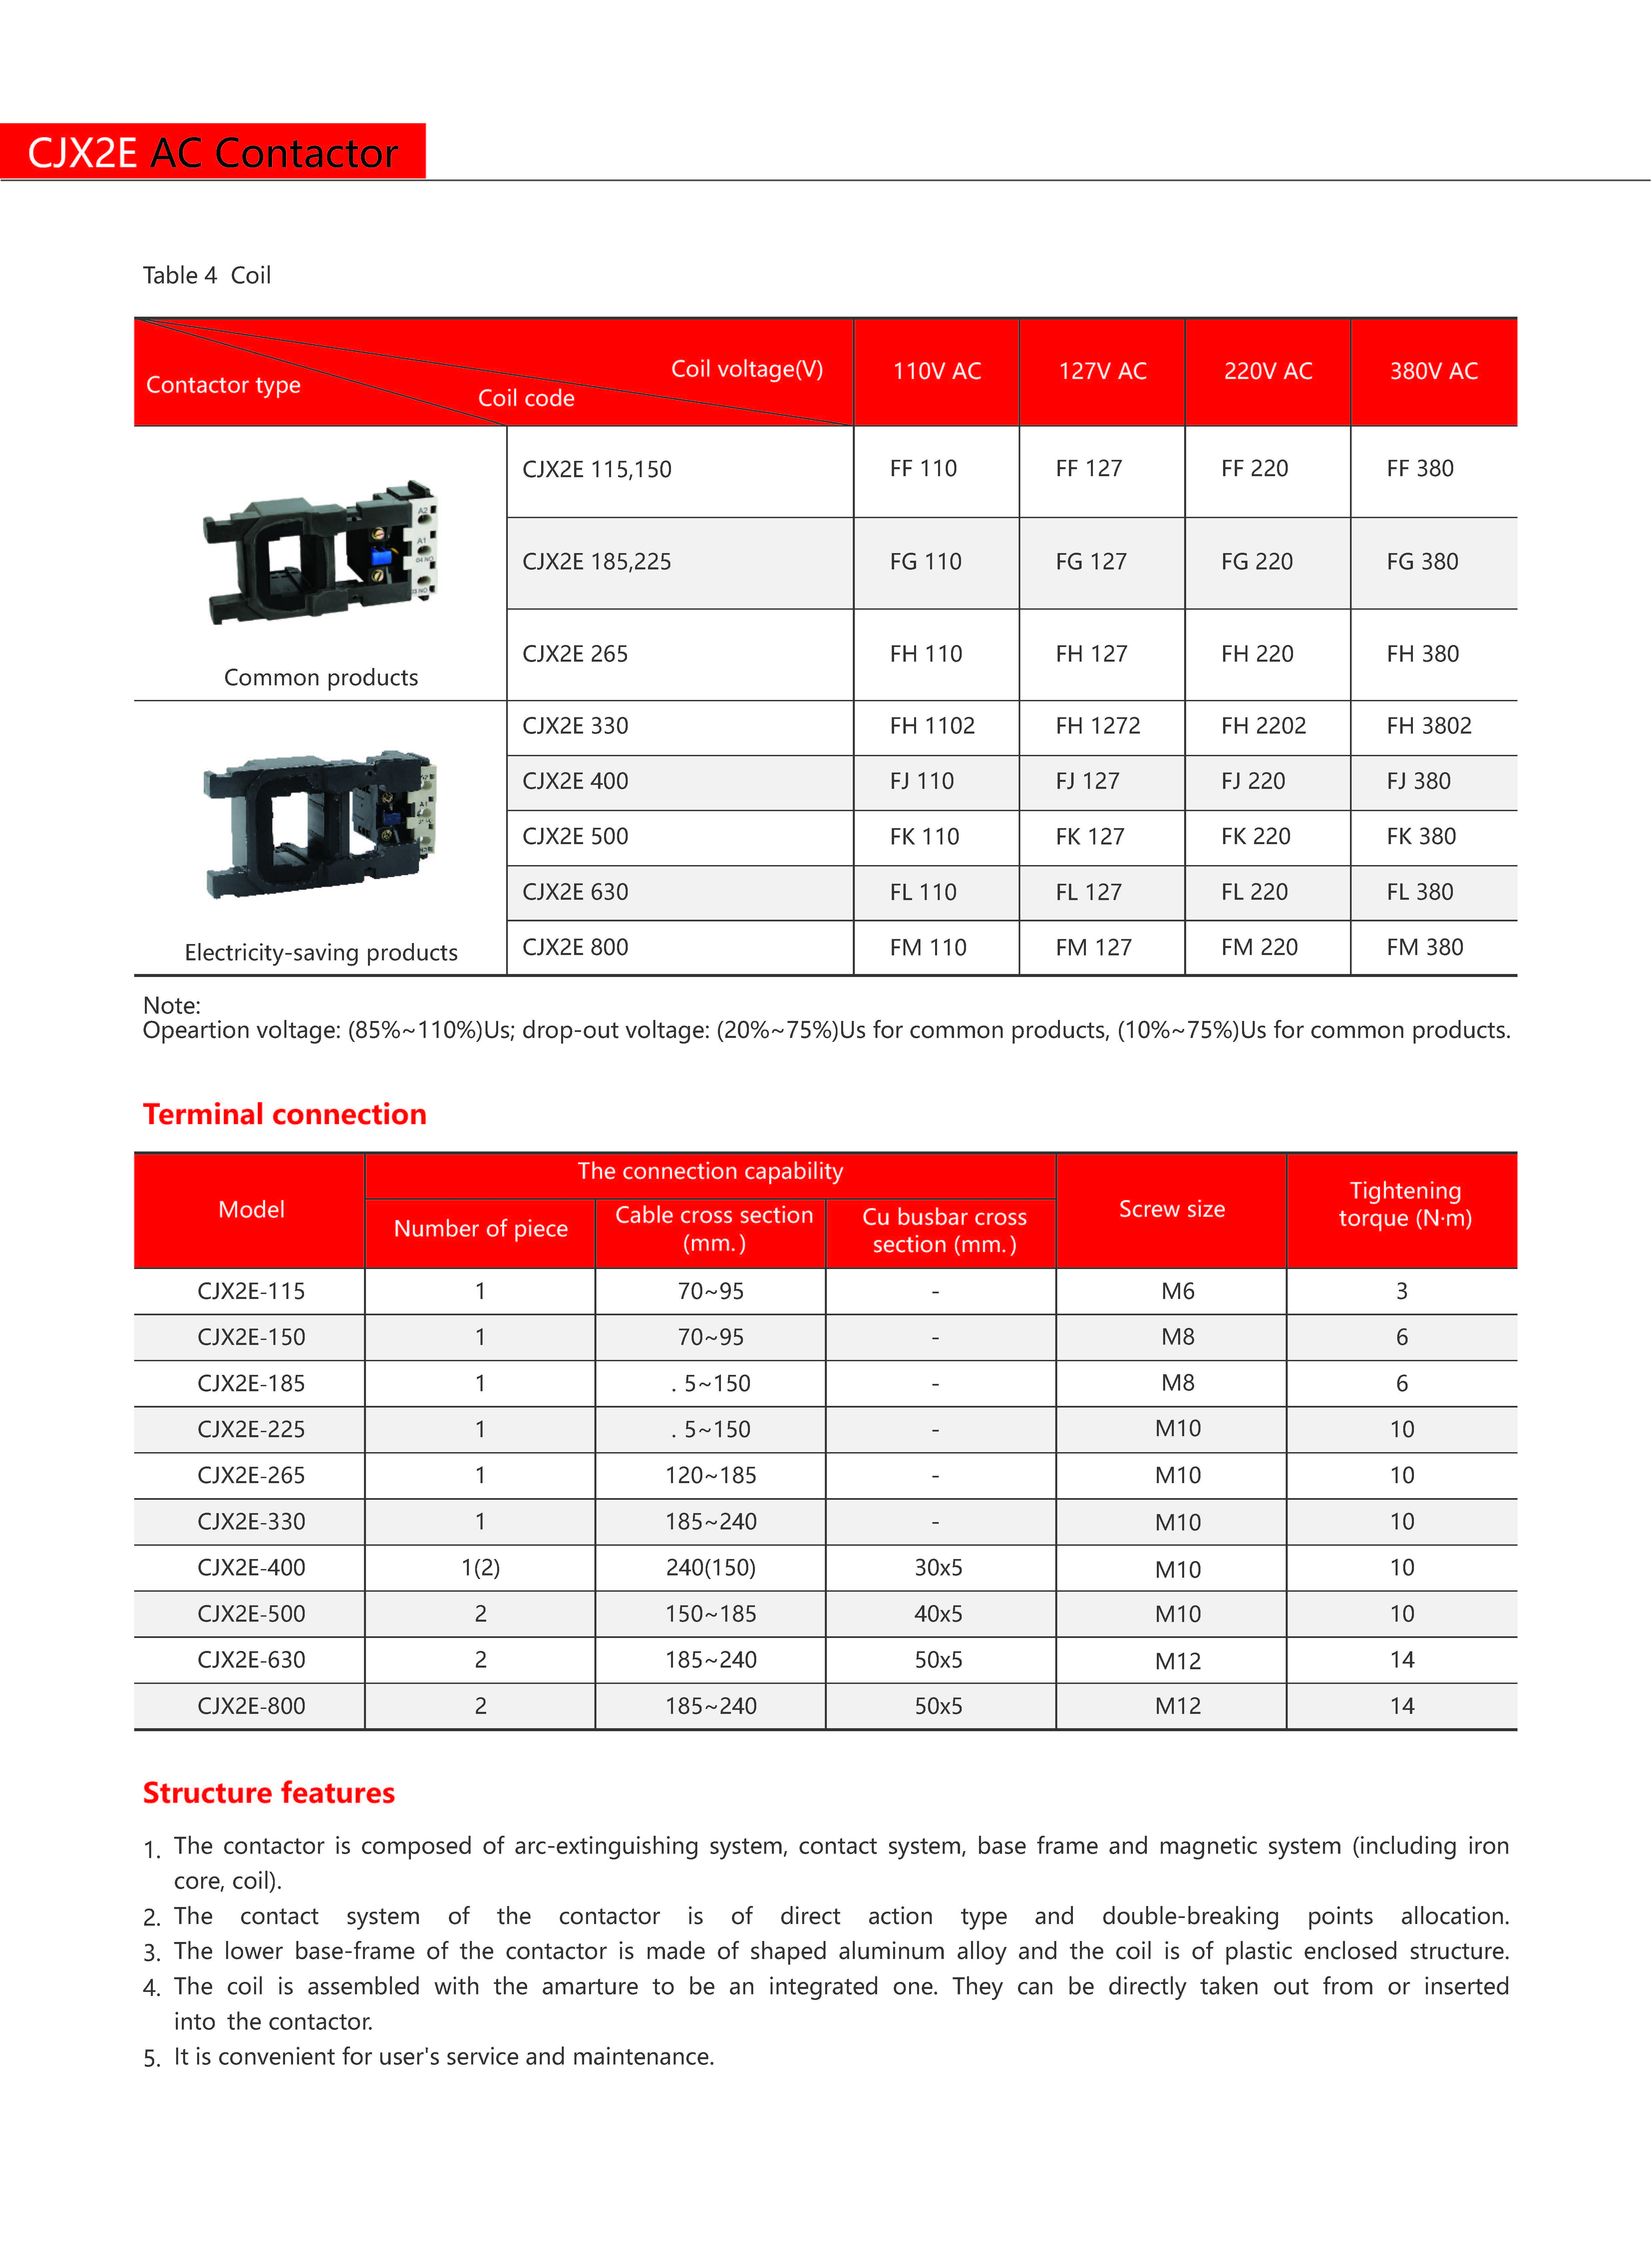 CJX2E AC Contactor
Table 4 Coil
Contactor type Coil code Coil voltage(V) 110V AC 127V AC 220V AC 380V AC
CJX2E 115,150 FF 110 FF 127 FF 220 FF 380
CJX2E 185,225 FG 110 FG 127 FG 220 FG 380
CJX2E 265 FH 110 FH 127 FH 220 FH 380
Common products
CJX2E 330 FH 1102 FH 1272 FH 2202 FH 3802
CJX2E 400 FJ 110 FJ 127 FJ 220 FJ 380
CJX2E 500 FK 110 FK 127 FK 220 FK 380
CJX2E 630 FL 110 FL 127 FL 220 FL 380
Electricity-saving products CJX2E 800 FM 110 FM 127 FM 220 FM 380
Note:
Opeartion voltage: (85%~110%)Us; drop-out voltage: (20%~75%)Us for common products, (10%~75%)Us for common products.
Terminal connection
Model The connection capability Screw size Tightening torque (N·m)
Number of piece Cable cross section (mm.) Cu busbar cross section (mm.)
CJX2E-115 1 70~95 - M6 3
CJX2E-150 1 70~95 - M8 6
CJX2E-185 1 . 5~150 - M8 6
CJX2E-225 1 . 5~150 - M10 10
CJX2E-265 1 120~185 - M10 10
CJX2E-330 1 185~240 - M10 10
CJX2E-400 1(2) 240(150) 30x5 M10 10
CJX2E-500 2 150~185 40x5 M10 10
CJX2E-630 2 185~240 50x5 M12 14
CJX2E-800 2 185~240 50x5 M12 14
Structure features
1. The contactor is composed of arc-extinguishing system, contact system, base frame and magnetic system (including iron
core, coil).
2. The contact system of the contactor is of direct action type and double-breaking points allocation.
3. The lower base-frame of the contactor is made of shaped aluminum alloy and the coil is of plastic enclosed structure.
4. The coil is assembled with the amarture to be an integrated one. They can be directly taken out from or inserted
into the contactor.
5. It is convenient for user's service and maintenance.